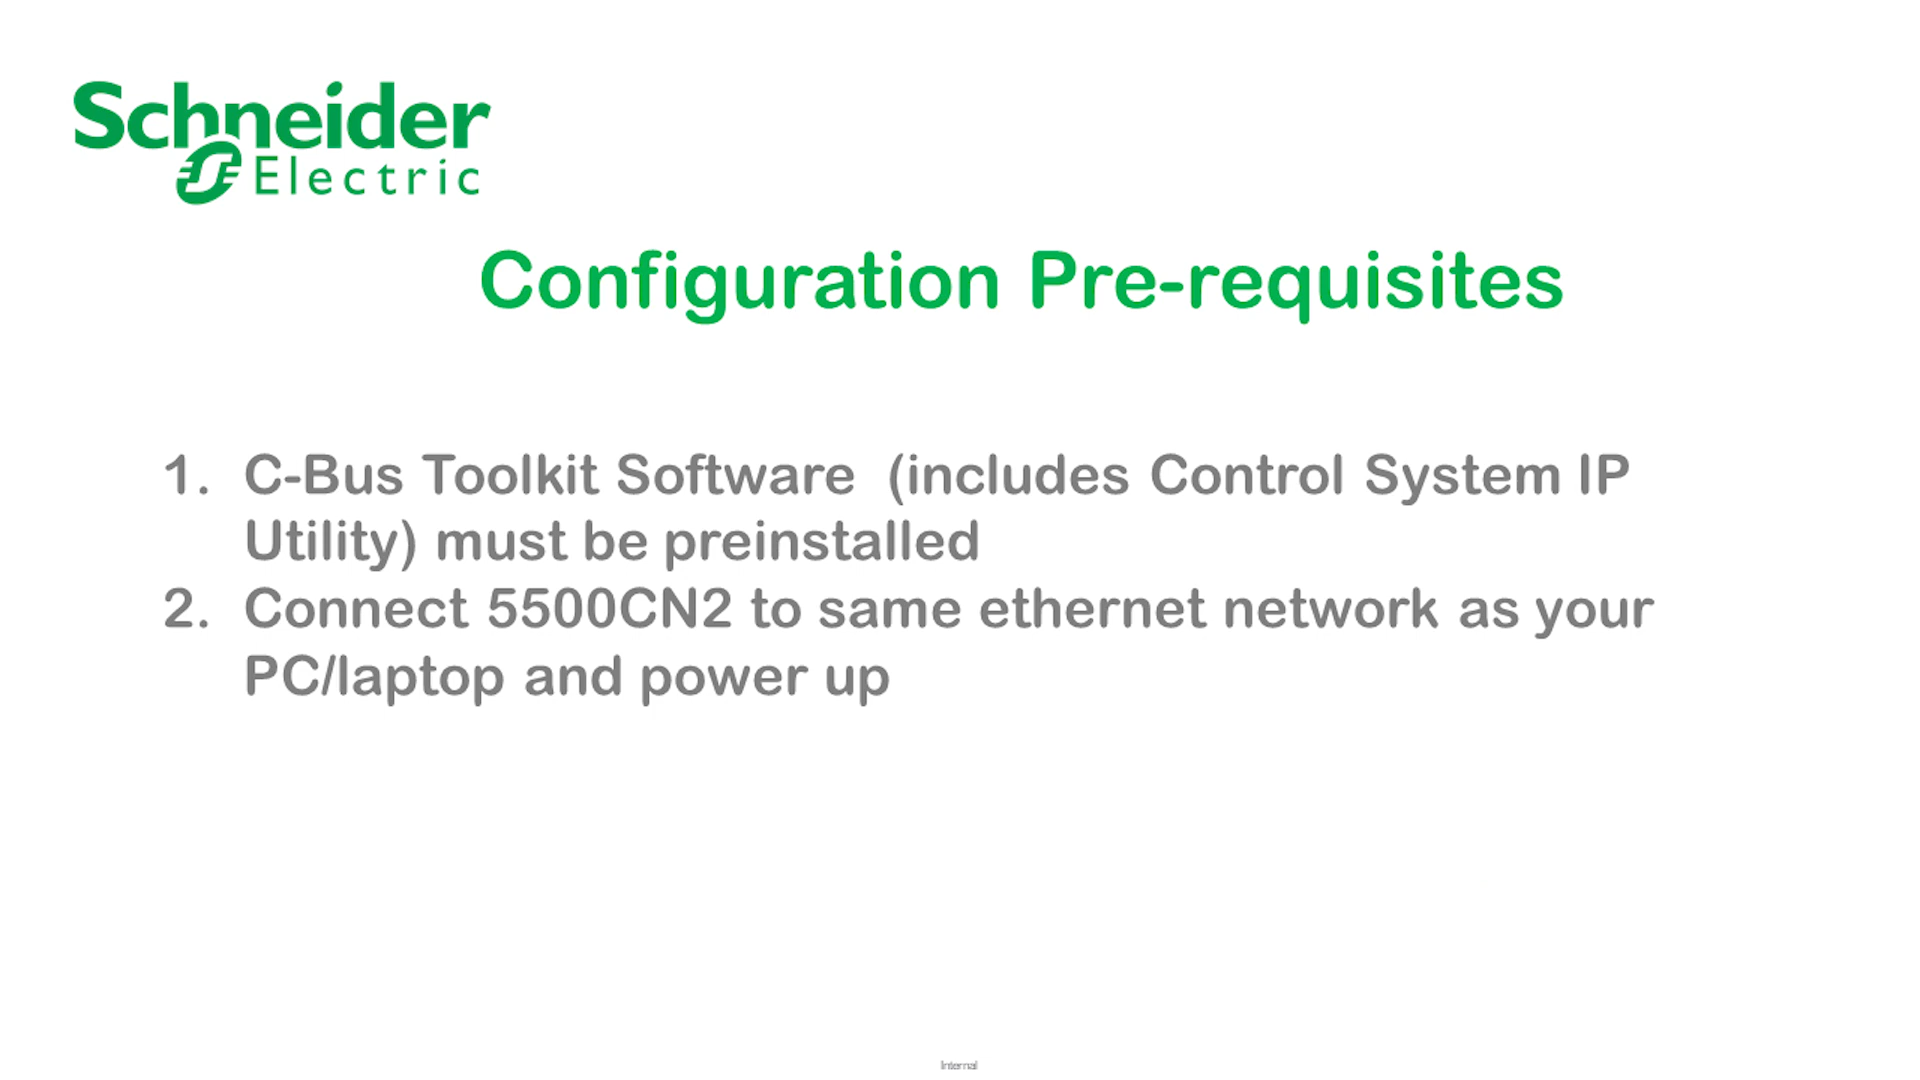 Schneider
Electric
Configuration Pre-requisites
1. C-Bus Toolkit Software  (includes Control System IP
Utility) must be preinstalled
2. Connect 5500CN2 to same ethernet network as your
PC/laptop and power up
Internal